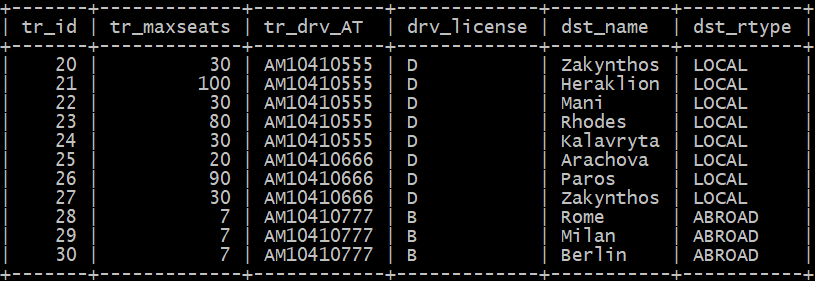 +-------+-------------+------------+-------------+------------+-----------+
| tr_id | tr_maxseats | tr_drv_AT  | drv_license | dst_name   | dst_rtype |
+-------+-------------+------------+-------------+------------+-----------+
|    20 |          30 | AM10410555 | D           | Zakynthos  | LOCAL     |
|    21 |         100 | AM10410555 | D           | Heraklion  | LOCAL     |
|    22 |          30 | AM10410555 | D           | Mani       | LOCAL     |
|    23 |          80 | AM10410555 | D           | Rhodes     | LOCAL     |
|    24 |          30 | AM10410555 | D           | Kalavryta  | LOCAL     |
|    25 |          20 | AM10410666 | D           | Arachova   | LOCAL     |
|    26 |          90 | AM10410666 | D           | Paros      | LOCAL     |
|    27 |          30 | AM10410666 | D           | Zakynthos  | LOCAL     |
|    28 |           7 | AM10410777 | B           | Rome       | ABROAD    |
|    29 |           7 | AM10410777 | B           | Milan      | ABROAD    |
|    30 |           7 | AM10410777 | B           | Berlin     | ABROAD    |
+-------+-------------+------------+-------------+------------+-----------+